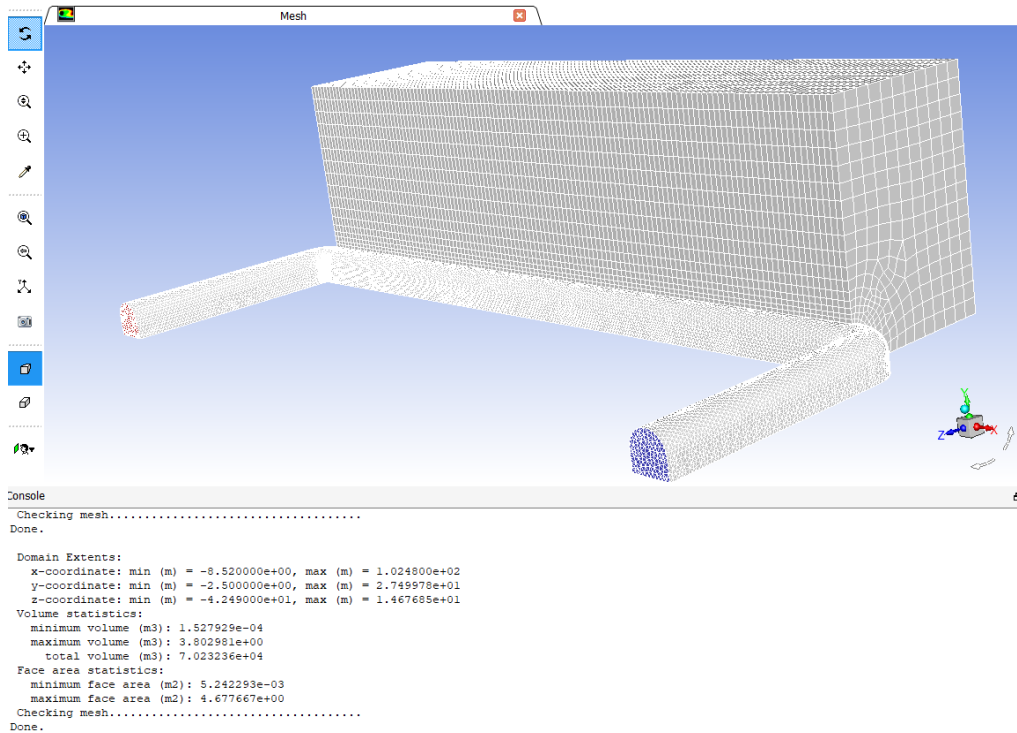 Mesh
Y
Z
X
Console
Checking mesh....................................
Done.
Domain Extents:
x-coordinate: min (m) = -8.520000e+00, max (m) = 1.024800e+02
y-coordinate: min (m) = -2.500000e+00, max (m) = 2.749978e+01
z-coordinate: min (m) = -4.249000e+01, max (m) = 1.467685e+01
Volume statistics:
minimum volume (m3): 1.527929e-04
maximum volume (m3): 3.802981e+00
total volume (m3): 7.023236e+04
Face area statistics:
minimum face area (m2): 5.242293e-03
maximum face area (m2): 4.677667e+00
Checking mesh....................................
Done.